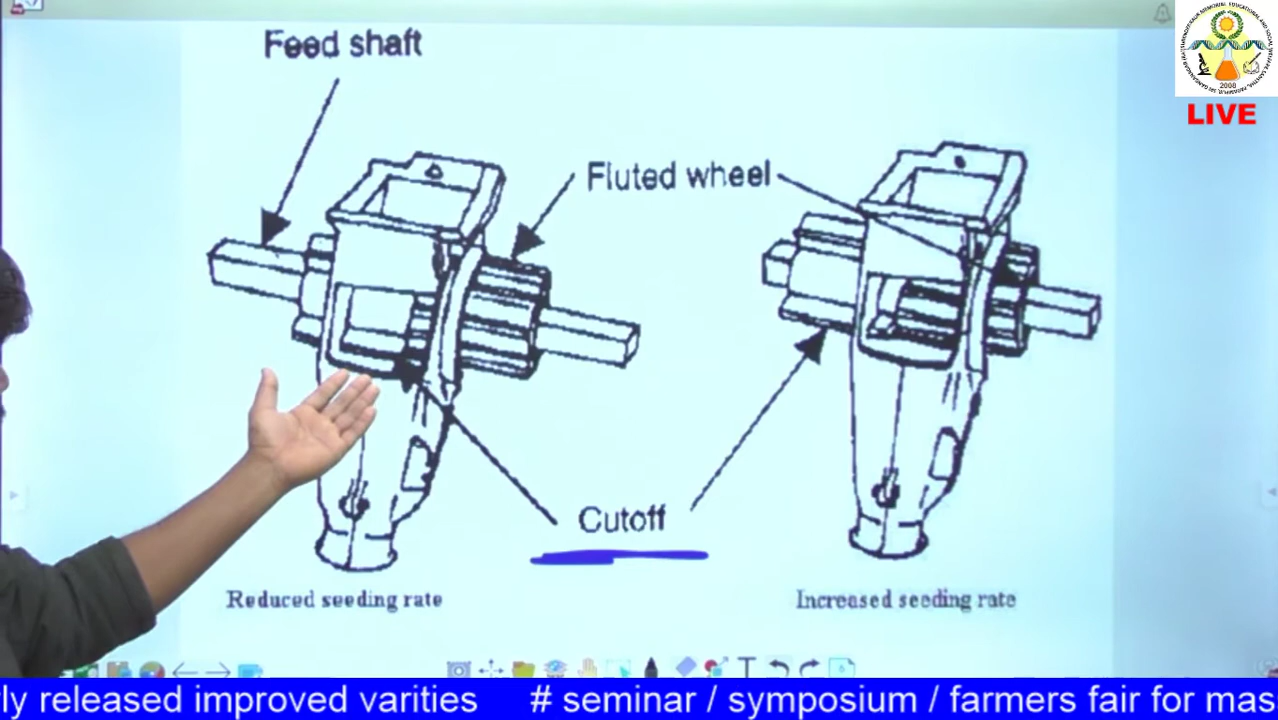 Feed shaft
Fluted wheel
Cutoff
Reduced seeding rate
Increased seeding rate
2008
LIVE
T
ly released improved varities # seminar / symposium / farmers fair for mas